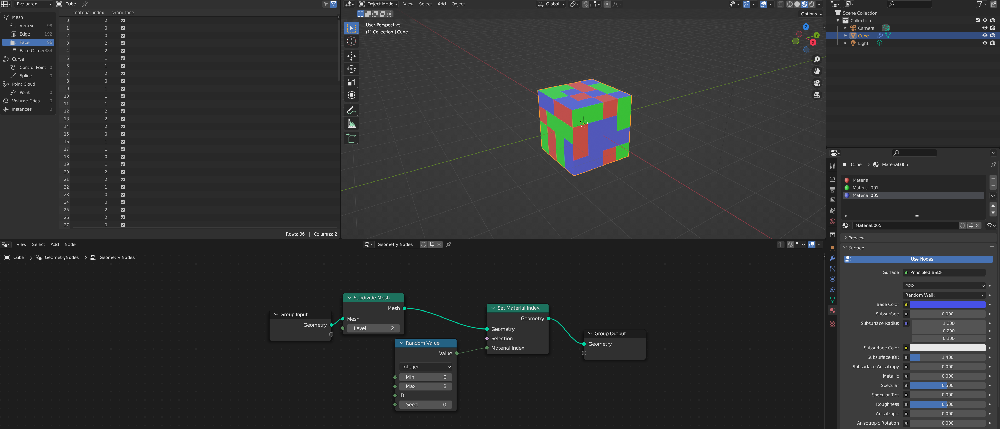 Evaluated Cube
material_index sharp_face
Mesh
Vertex 98
Edge 192
Face 96
Face Corner 384
Curve
Control Point 0
Spline 0
Point Cloud
Point 0
Volume Grids 0
Instances 0
0 2
1 0
2 0
3 2
4 2
5 1
6 1
7 2
8 0
9 1
10 1
11 1
12 2
13 2
14 2
15 0
16 1
17 1
18 0
19 1
20 2
21 2
22 1
23 0
24 0
25 2
26 2
27 0
Rows: 96 | Columns: 2
Object Mode View Select Add Object Global
Options
User Perspective
(1) Collection | Cube
Z
Y
X
Scene Collection
Collection
Camera
Cube
Light
Cube Material.005
Material
Material.001
Material.005
Material.005
Preview
Surface
Use Nodes
Surface Principled BSDF
GGX
Random Walk
Base Color
Subsurface 0.000
Subsurface Radius 1.000
0.200
0.100
Subsurface Color
Subsurface IOR 1.400
Subsurface Anisotropy 0.000
Metallic 0.000
Specular 0.500
Specular Tint 0.000
Roughness 0.500
Anisotropic 0.000
Anisotropic Rotation 0.000
View Select Add Node Geometry Nodes
Cube GeometryNodes Geometry Nodes
Group Input
Geometry
Subdivide Mesh
Mesh
Mesh
Level 2
Random Value
Value
Integer
Min 0
Max 2
ID
Seed 0
Set Material Index
Geometry
Geometry
Selection
Material Index
Group Output
Geometry